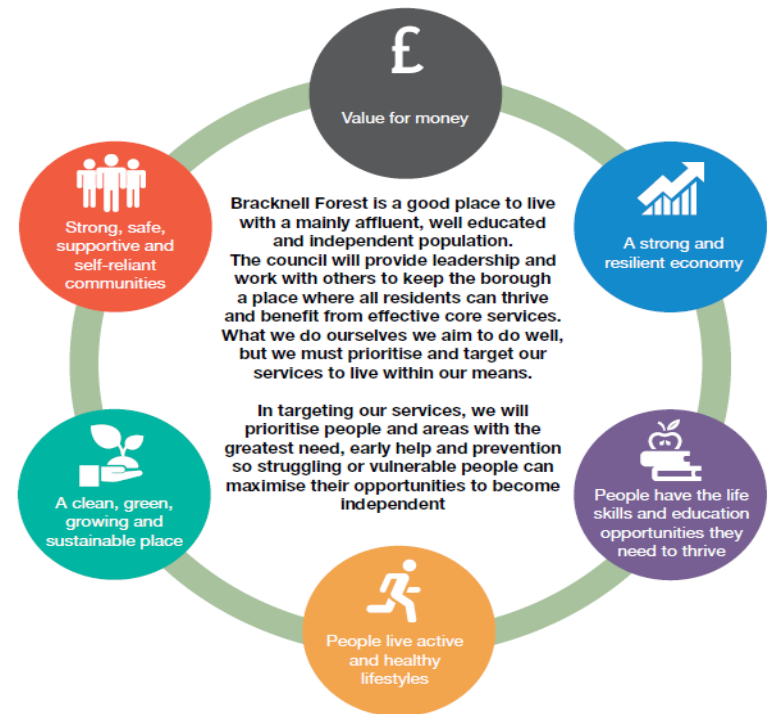 £
Value for money
Strong, safe,
supportive and
self-reliant
communities
A strong and
resilient economy
Bracknell Forest is a good place to live
with a mainly affluent, well educated
and independent population.
The council will provide leadership and
work with others to keep the borough
a place where all residents can thrive
and benefit from effective core services.
What we do ourselves we aim to do well,
but we must prioritise and target our
services to live within our means.
In targeting our services, we will
prioritise people and areas with the
greatest need, early help and prevention
so struggling or vulnerable people can
maximise their opportunities to become
independent
A clean, green,
growing and
sustainable place
People have the life
skills and education
opportunities they
need to thrive
People live active
and healthy
lifestyles